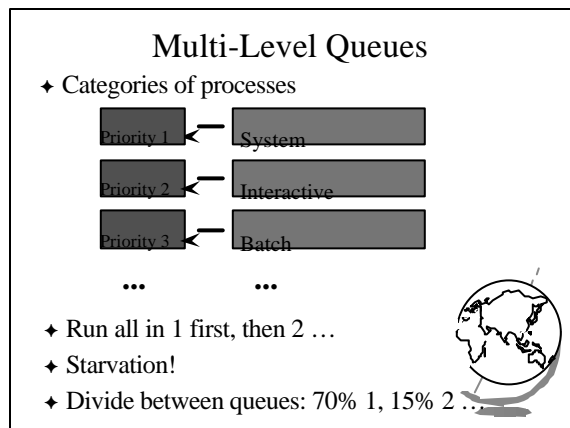 Multi-Level Queues
✦ Categories of processes
Priority 1 System
Priority 2 Interactive
Priority 3 Batch
... ...
✦ Run all in 1 first, then 2 …
✦ Starvation!
✦ Divide between queues: 70% 1, 15% 2 …